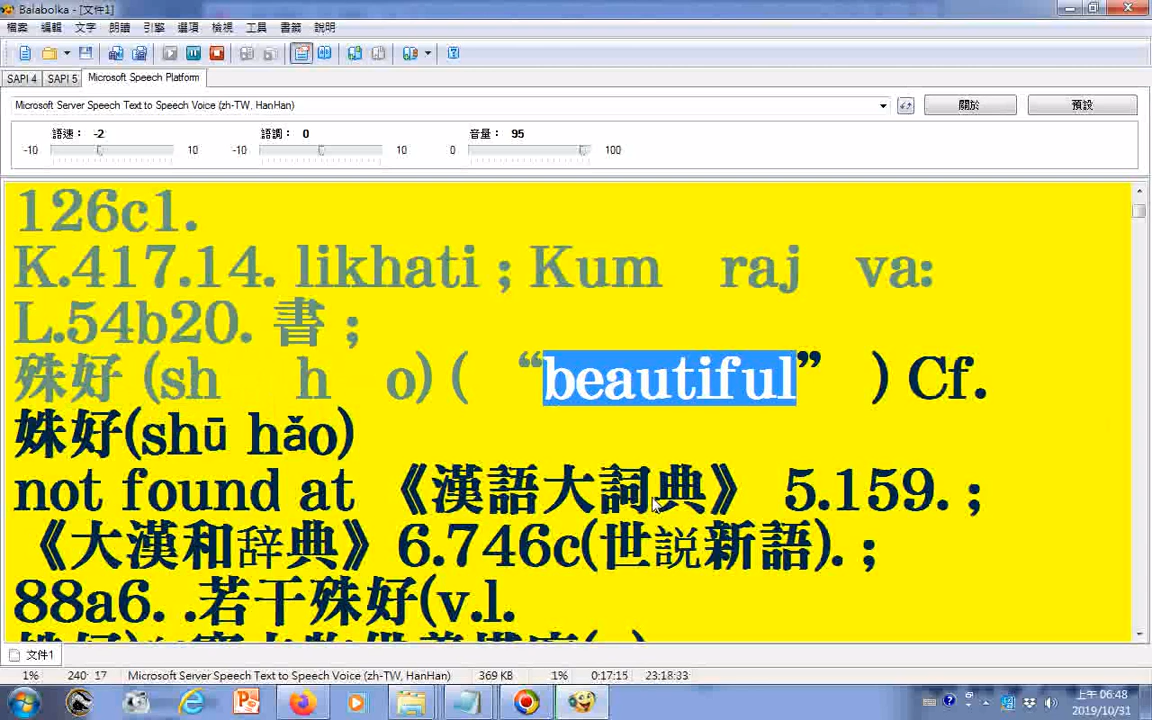 Balabolka - [文件1]
檔案 編輯 文字 朗讀 引擎 選項 檢視 工具 書籤 說明
SAPI 4 SAPI 5 Microsoft Speech Platform
Microsoft Server Speech Text to Speech Voice (zh-TW, HanHan) 關於 預設
語速： -2 語調： 0 音量： 95
-10 10 -10 10 0 100
126c1.
K.417.14. likhati ; Kum raj va:
L.54b20. 書 ;
殊好 (sh h o) ( “beautiful” ) Cf.
姝好(shū hǎo)
not found at 《漢語大詞典》 5.159. ;
《大漢和辞典》6.746c(世説新語). ;
88a6. .若干殊好(v.l.
文件1
1% 240: 17 Microsoft Server Speech Text to Speech Voice (zh-TW, HanHan) 369 KB 1% 0:17:15 23:18:33
上午 06:48
2019/10/31